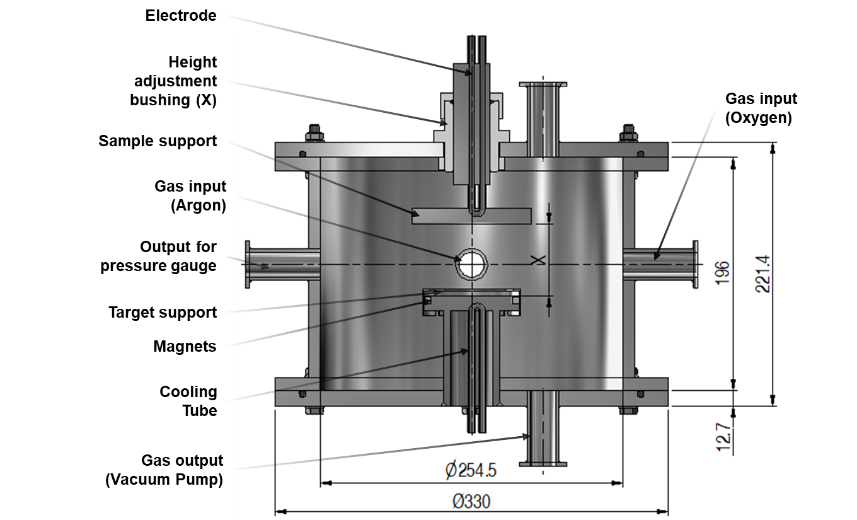 Electrode
Height
adjustment
bushing (X)
Sample support
Gas input
(Argon)
Output for
pressure gauge
Target support
Magnets
Cooling
Tube
Gas output
(Vacuum Pump)
Gas input
(Oxygen)
X
196
221.4
12.7
Ø254.5
Ø330